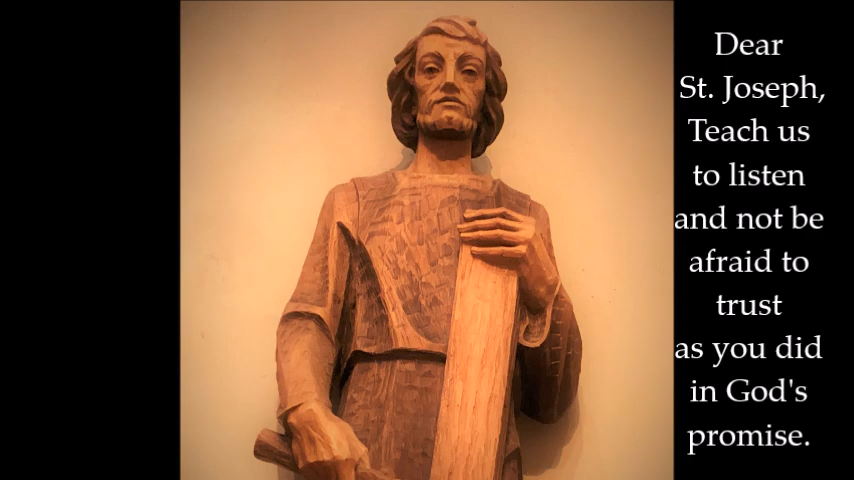 Dear
St. Joseph,
Teach us
to listen
and not be
afraid to
trust
as you did
in God's
promise.